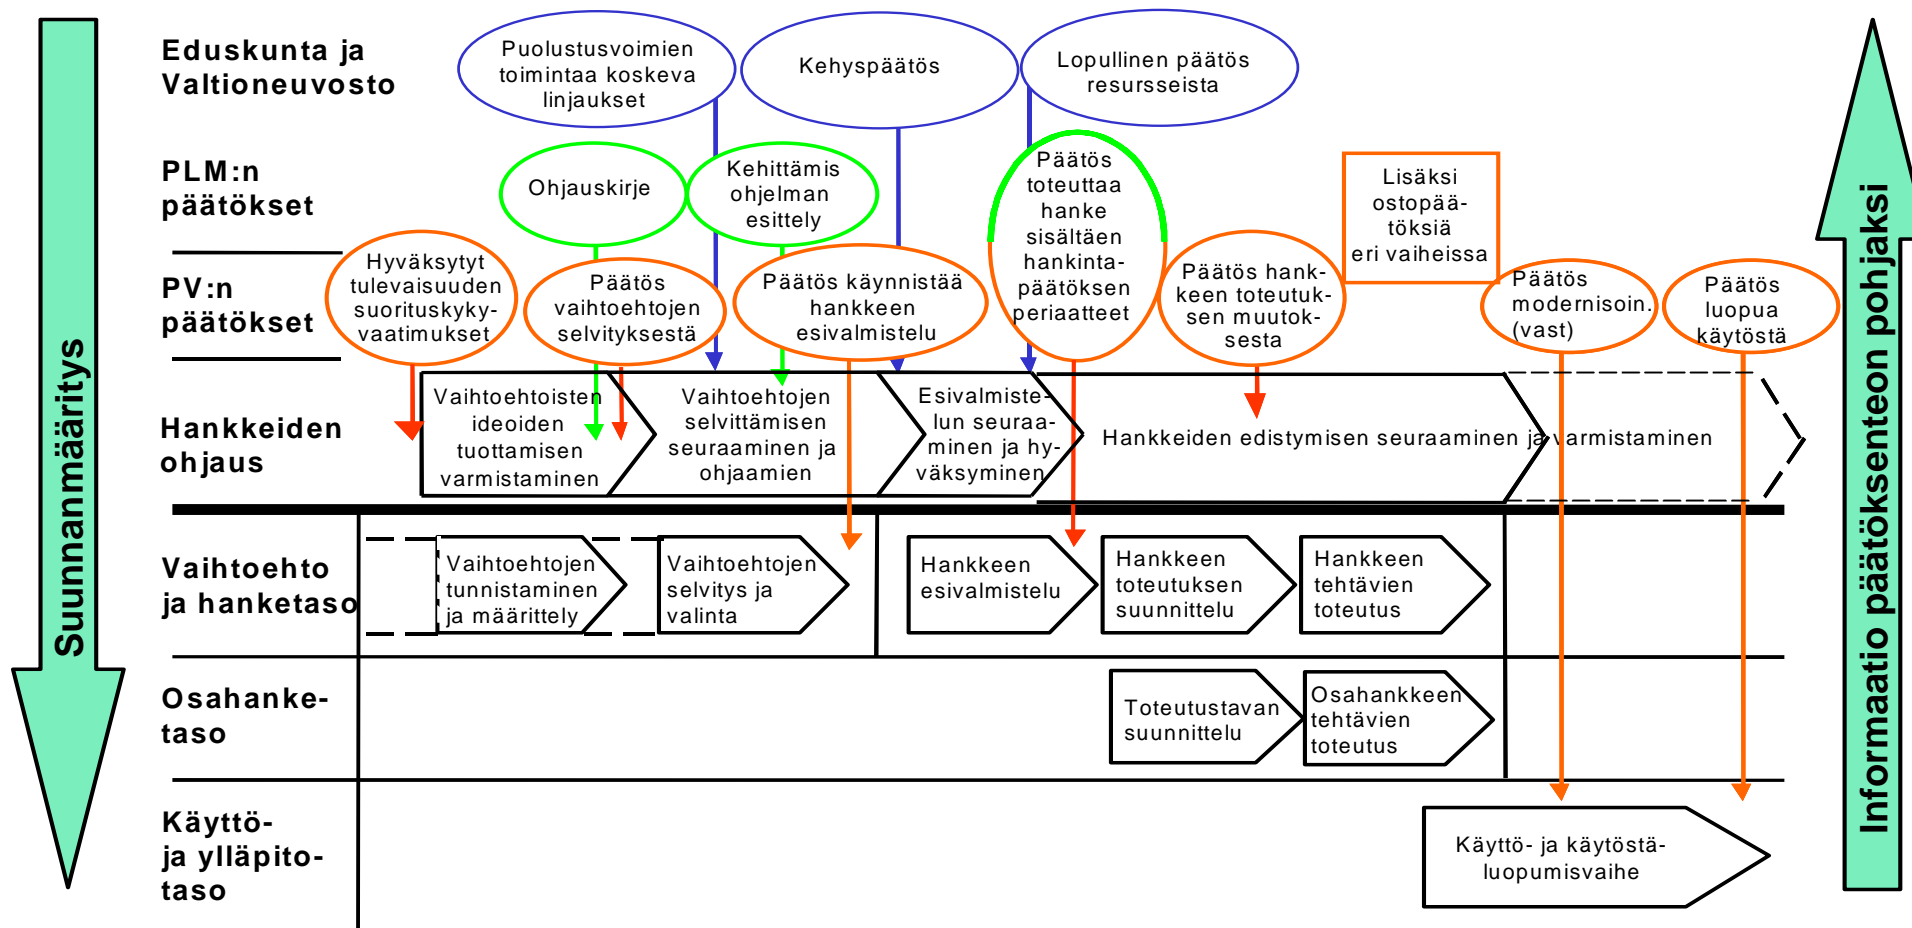 Suunnanmääritys
Eduskunta ja
Valtioneuvosto
Puolustusvoimien
toimintaa koskeva
linjaukset
Kehyspäätös
Lopullinen päätös
resursseista
PLM:n
päätökset
Ohjauskirje
Kehittämis
ohjelman
esittely
Päätös
toteuttaa
hanke
sisältäen
hankinta-
päätöksen
periaatteet
Lisäksi
ostopää-
töksiä
eri vaiheissa
PV:n
päätökset
Hyväksytyt
tulevaisuuden
suorituskyky-
vaatimukset
Päätös
vaihtoehtojen
selvityksestä
Päätös käynnistää
hankkeen
esivalmistelu
Päätös hank-
keen toteutuk-
sen muutok-
sesta
Päätös
modernisoin.
(vast)
Päätös
luopua
käytöstä
Hankkeiden
ohjaus
Vaihtoehtoisten
ideoiden
tuottamisen
varmistaminen
Vaihtoehtojen
selvittämisen
seuraaminen ja
ohjaamien
Esivalmiste-
lun seuraa-
minen ja hy-
väksyminen
Hankkeiden edistymisen seuraaminen ja varmistaminen
Vaihtoehto
ja hanketaso
Vaihtoehtojen
tunnistaminen
ja määrittely
Vaihtoehtojen
selvitys ja
valinta
Hankkeen
esivalmistelu
Hankkeen
toteutuksen
suunnittelu
Hankkeen
tehtävien
toteutus
Osahanke-
taso
Toteutustavan
suunnittelu
Osahankkeen
tehtävien
toteutus
Käyttö-
ja ylläpito-
taso
Käyttö- ja käytöstä-
luopumisvaihe
Informaatio päätöksenteon pohjaksi